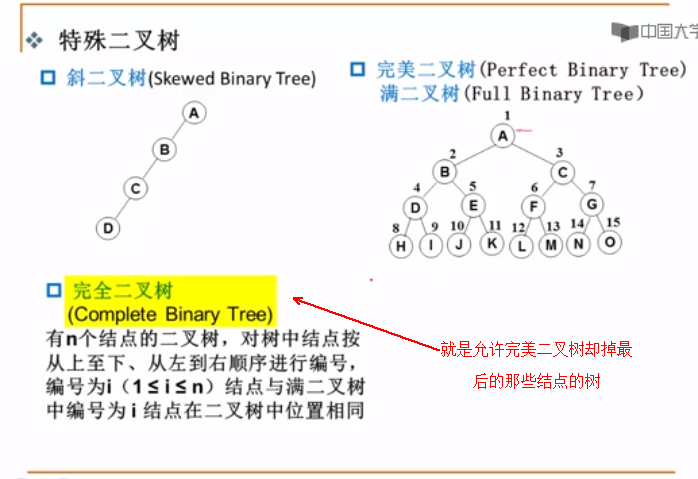 中国大学
❖ 特殊二叉树
斜二叉树(Skewed Binary Tree)
A
B
C
D
完美二叉树(Perfect Binary Tree)
满二叉树(Full Binary Tree)
1
A
2 3
B C
4 5 6 7
D E F G
8 9 10 11 12 13 14 15
H I J K L M N O
完全二叉树
(Complete Binary Tree)
有n个结点的二叉树，对树中结点按
从上至下、从左到右顺序进行编号，
编号为i（1≤i≤n）结点与满二叉树
中编号为 i 结点在二叉树中位置相同
就是允许完美二叉树却掉最
后的那些结点的树